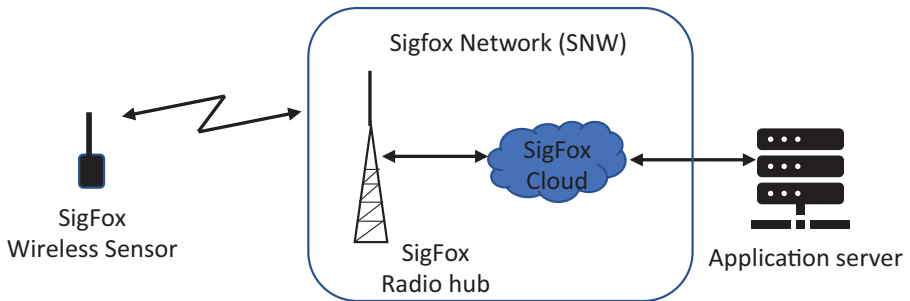 Sigfox Network (SNW)
SigFox
Cloud
SigFox
Wireless Sensor
SigFox
Radio hub
Application server